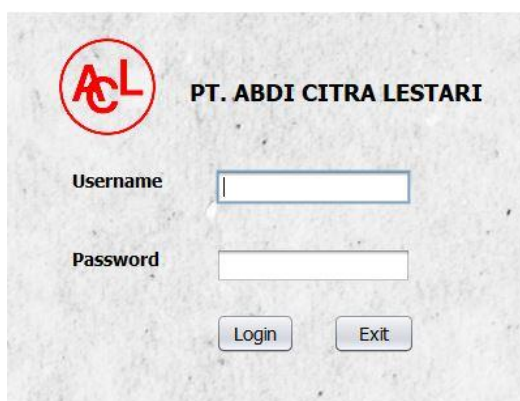 ACL
PT. ABDI CITRA LESTARI
Username
Password
Login Exit